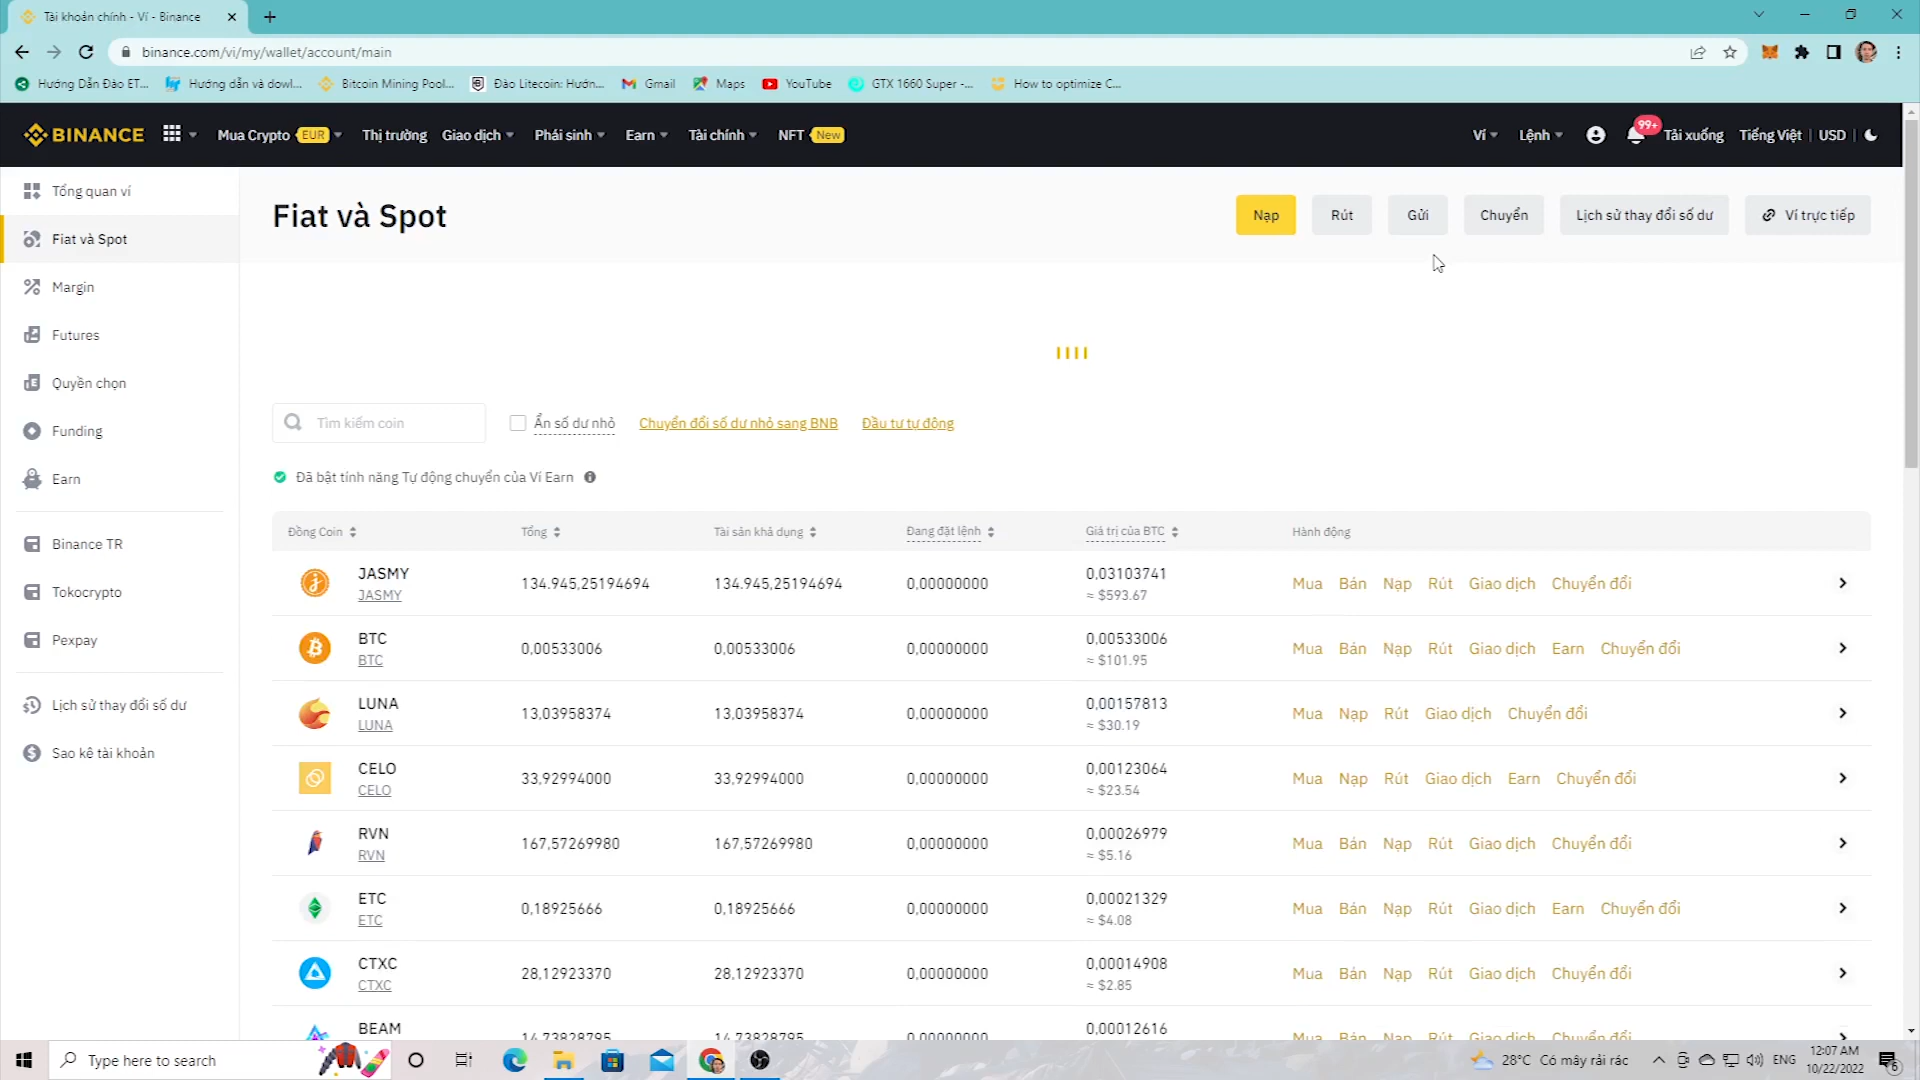 Tài khoản chính - Ví - Binance
binance.com/vi/my/wallet/account/main
Hướng Dẫn Đào ET... Hướng dẫn và dowl... Bitcoin Mining Pool... Đào Litecoin: Hướn... Gmail Maps YouTube GTX 1660 Super -... How to optimize C...
BINANCE Mua Crypto EUR Thị trường Giao dịch Phái sinh Earn Tài chính NFT New Ví Lệnh 99+ Tải xuống Tiếng Việt | USD |
Tổng quan ví
Fiat và Spot
Margin
Futures
Quyền chọn
Funding
Earn
Binance TR
Tokocrypto
Pexpay
Lịch sử thay đổi số dư
Sao kê tài khoản
Fiat và Spot
Nạp Rút Gửi Chuyển Lịch sử thay đổi số dư Ví trực tiếp
Tìm kiếm coin Ẩn số dư nhỏ Chuyển đổi số dư nhỏ sang BNB Đầu tư tự động
Đã bật tính năng Tự động chuyển của Ví Earn
Đồng Coin Tổng Tài sản khả dụng Đang đặt lệnh Giá trị của BTC Hành động
JASMY
JASMY
134.945,25194694 134.945,25194694 0,00000000
0,03103741
≈ $593.67
Mua Bán Nạp Rút Giao dịch Chuyển đổi
BTC
BTC
0,00533006 0,00533006 0,00000000
0,00533006
≈ $101.95
Mua Bán Nạp Rút Giao dịch Earn Chuyển đổi
LUNA
LUNA
13,03958374 13,03958374 0,00000000
0,00157813
≈ $30.19
Mua Nạp Rút Giao dịch Chuyển đổi
CELO
CELO
33,92994000 33,92994000 0,00000000
0,00123064
≈ $23.54
Mua Nạp Rút Giao dịch Earn Chuyển đổi
RVN
RVN
167,57269980 167,57269980 0,00000000
0,00026979
≈ $5.16
Mua Bán Nạp Rút Giao dịch Chuyển đổi
ETC
ETC
0,18925666 0,18925666 0,00000000
0,00021329
≈ $4.08
Mua Bán Nạp Rút Giao dịch Earn Chuyển đổi
CTXC
CTXC
28,12923370 28,12923370 0,00000000
0,00014908
≈ $2.85
Mua Bán Nạp Rút Giao dịch Chuyển đổi
BEAM
14,73828795 14,73828795 0,00000000
0,00012616
Mua Bán Nạp Rút Giao dịch Chuyển đổi
Type here to search
28°C Có mây rải rác
ENG
12:07 AM
10/22/2022
6